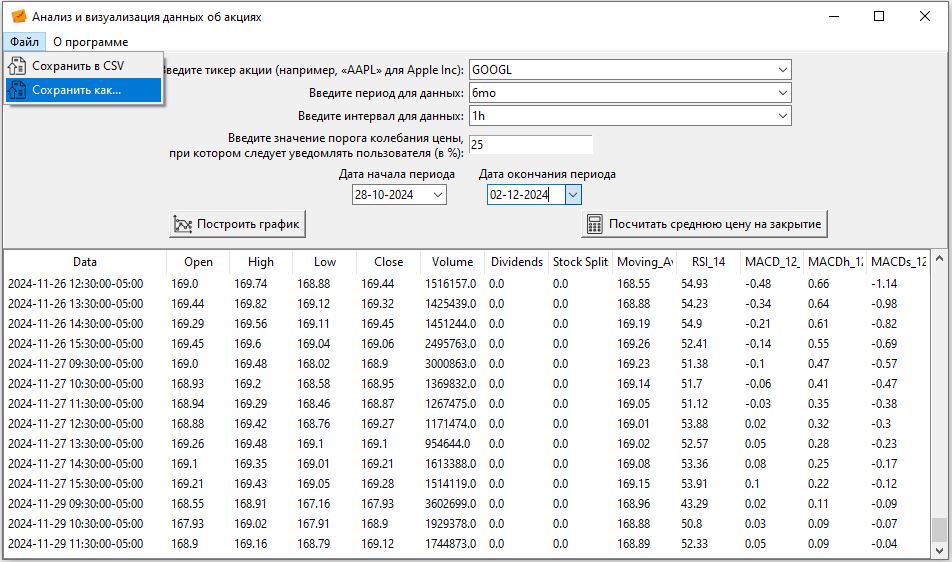 Анализ и визуализация данных об акциях
Файл О программе
Сохранить в CSV
Сохранить как...
Введите тикер акции (например, «AAPL» для Apple Inc): GOOGL
Введите период для данных: 6mo
Введите интервал для данных: 1h
Введите значение порога колебания цены,
при котором следует уведомлять пользователя (в %): 25
Дата начала периода Дата окончания периода
28-10-2024 02-12-2024
Построить график Посчитать среднюю цену на закрытие
Data Open High Low Close Volume Dividends Stock Split Moving_Av RSI_14 MACD_12_ MACDh_12 MACDs_12
2024-11-26 12:30:00-05:00 169.0 169.74 168.88 169.44 1516157.0 0.0 0.0 168.55 54.93 -0.48 0.66 -1.14
2024-11-26 13:30:00-05:00 169.44 169.82 169.12 169.32 1425439.0 0.0 0.0 168.88 54.23 -0.34 0.64 -0.98
2024-11-26 14:30:00-05:00 169.29 169.56 169.11 169.45 1451244.0 0.0 0.0 169.19 54.9 -0.21 0.61 -0.82
2024-11-26 15:30:00-05:00 169.45 169.6 169.04 169.06 2495763.0 0.0 0.0 169.26 52.41 -0.14 0.55 -0.69
2024-11-27 09:30:00-05:00 169.0 169.48 168.02 168.9 3000863.0 0.0 0.0 169.23 51.38 -0.1 0.47 -0.57
2024-11-27 10:30:00-05:00 168.93 169.2 168.58 168.95 1369832.0 0.0 0.0 169.14 51.7 -0.06 0.41 -0.47
2024-11-27 11:30:00-05:00 168.94 169.29 168.46 168.87 1267475.0 0.0 0.0 169.05 51.12 -0.03 0.35 -0.38
2024-11-27 12:30:00-05:00 168.88 169.42 168.76 169.27 1171474.0 0.0 0.0 169.01 53.88 0.02 0.32 -0.3
2024-11-27 13:30:00-05:00 169.26 169.48 169.1 169.1 954644.0 0.0 0.0 169.02 52.57 0.05 0.28 -0.23
2024-11-27 14:30:00-05:00 169.1 169.35 169.01 169.21 1613388.0 0.0 0.0 169.08 53.36 0.08 0.25 -0.17
2024-11-27 15:30:00-05:00 169.21 169.43 169.05 169.28 1514119.0 0.0 0.0 169.15 53.91 0.1 0.22 -0.12
2024-11-29 09:30:00-05:00 168.55 168.91 167.16 167.93 3602699.0 0.0 0.0 168.96 43.29 0.02 0.11 -0.09
2024-11-29 10:30:00-05:00 167.93 169.02 167.91 168.9 1929378.0 0.0 0.0 168.88 50.8 0.03 0.09 -0.07
2024-11-29 11:30:00-05:00 168.9 169.16 168.79 169.12 1744873.0 0.0 0.0 168.89 52.33 0.05 0.09 -0.04